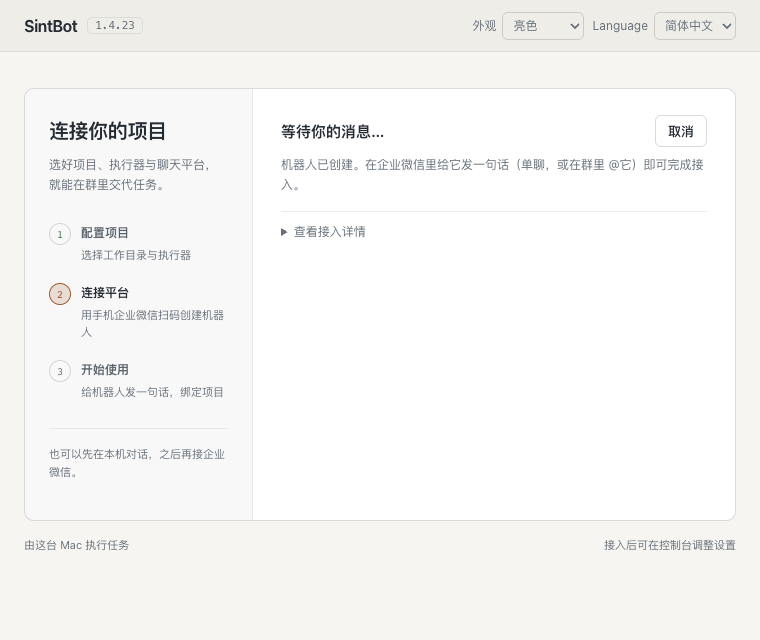 SintBot 1.4.23 外观 亮色 Language 简体中文
连接你的项目
选好项目、执行器与聊天平台，
就能在群里交代任务。
1 配置项目
选择工作目录与执行器
2 连接平台
用手机企业微信扫码创建机器
人
3 开始使用
给机器人发一句话，绑定项目
也可以先在本机对话，之后再接企业
微信。
等待你的消息... 取消
机器人已创建。在企业微信里给它发一句话（单聊，或在群里 @它）即可完成接
入。
查看接入详情
由这台 Mac 执行任务
接入后可在控制台调整设置